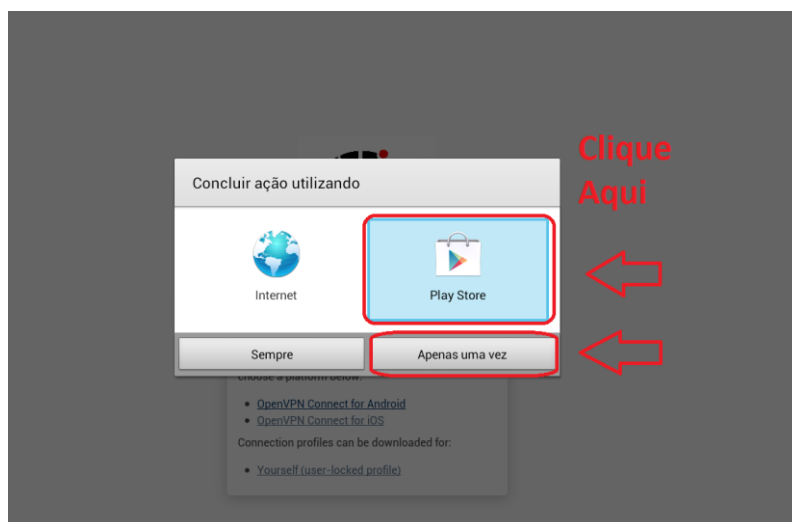 Clique
Aqui
Concluir ação utilizando
Internet
Play Store
Sempre
Apenas uma vez
choose a platform below:
OpenVPN Connect for Android
OpenVPN Connect for iOS
Connection profiles can be downloaded for:
Yourself (user-locked profile)